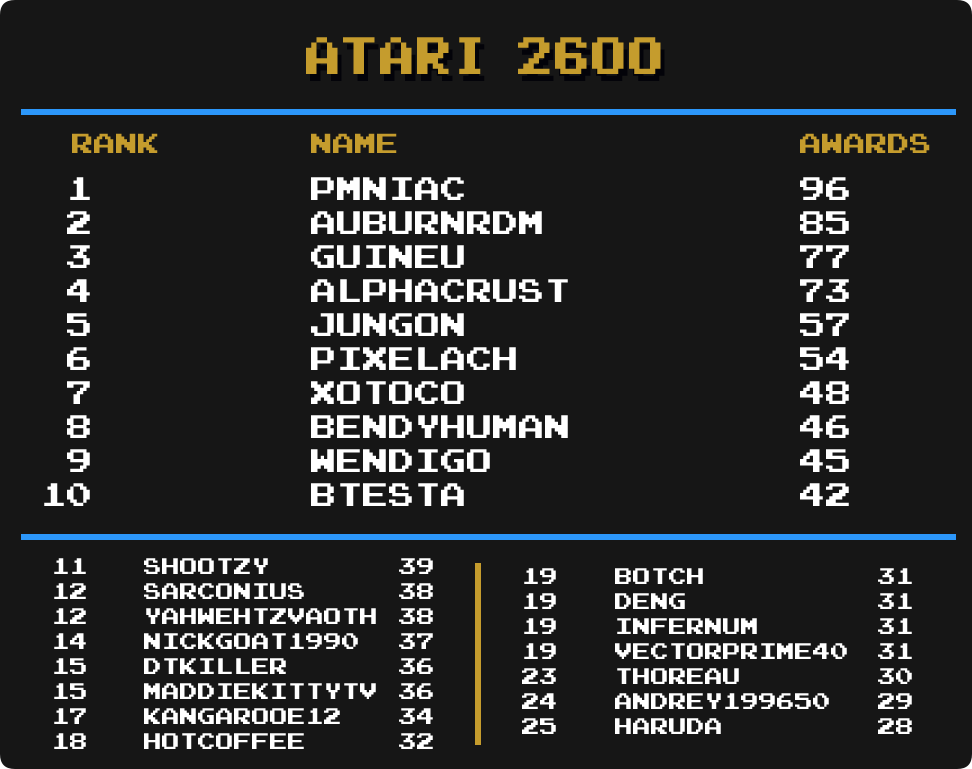 ATARI 2600
RANK NAME AWARDS
1 PMNIAC 96
2 AUBURNRDM 85
3 GUINEU 77
4 ALPHACRUST 73
5 JUNGON 57
6 PIXELACH 54
7 XOTOCO 48
8 BENDYHUMAN 46
9 WENDIGO 45
10 BTESTA 42
11 SHOOTZY 39
12 SARCONIUS 38
12 YAHWEHTZVAOTH 38
14 NICKGOAT1990 37
15 DTKILLER 36
15 MADDIEKITTYTV 36
17 KANGAROOE12 34
18 HOTCOFFEE 32
19 BOTCH 31
19 DENG 31
19 INFERNUM 31
19 VECTORPRIME40 31
23 THOREAU 30
24 ANDREY199650 29
25 HARUDA 28